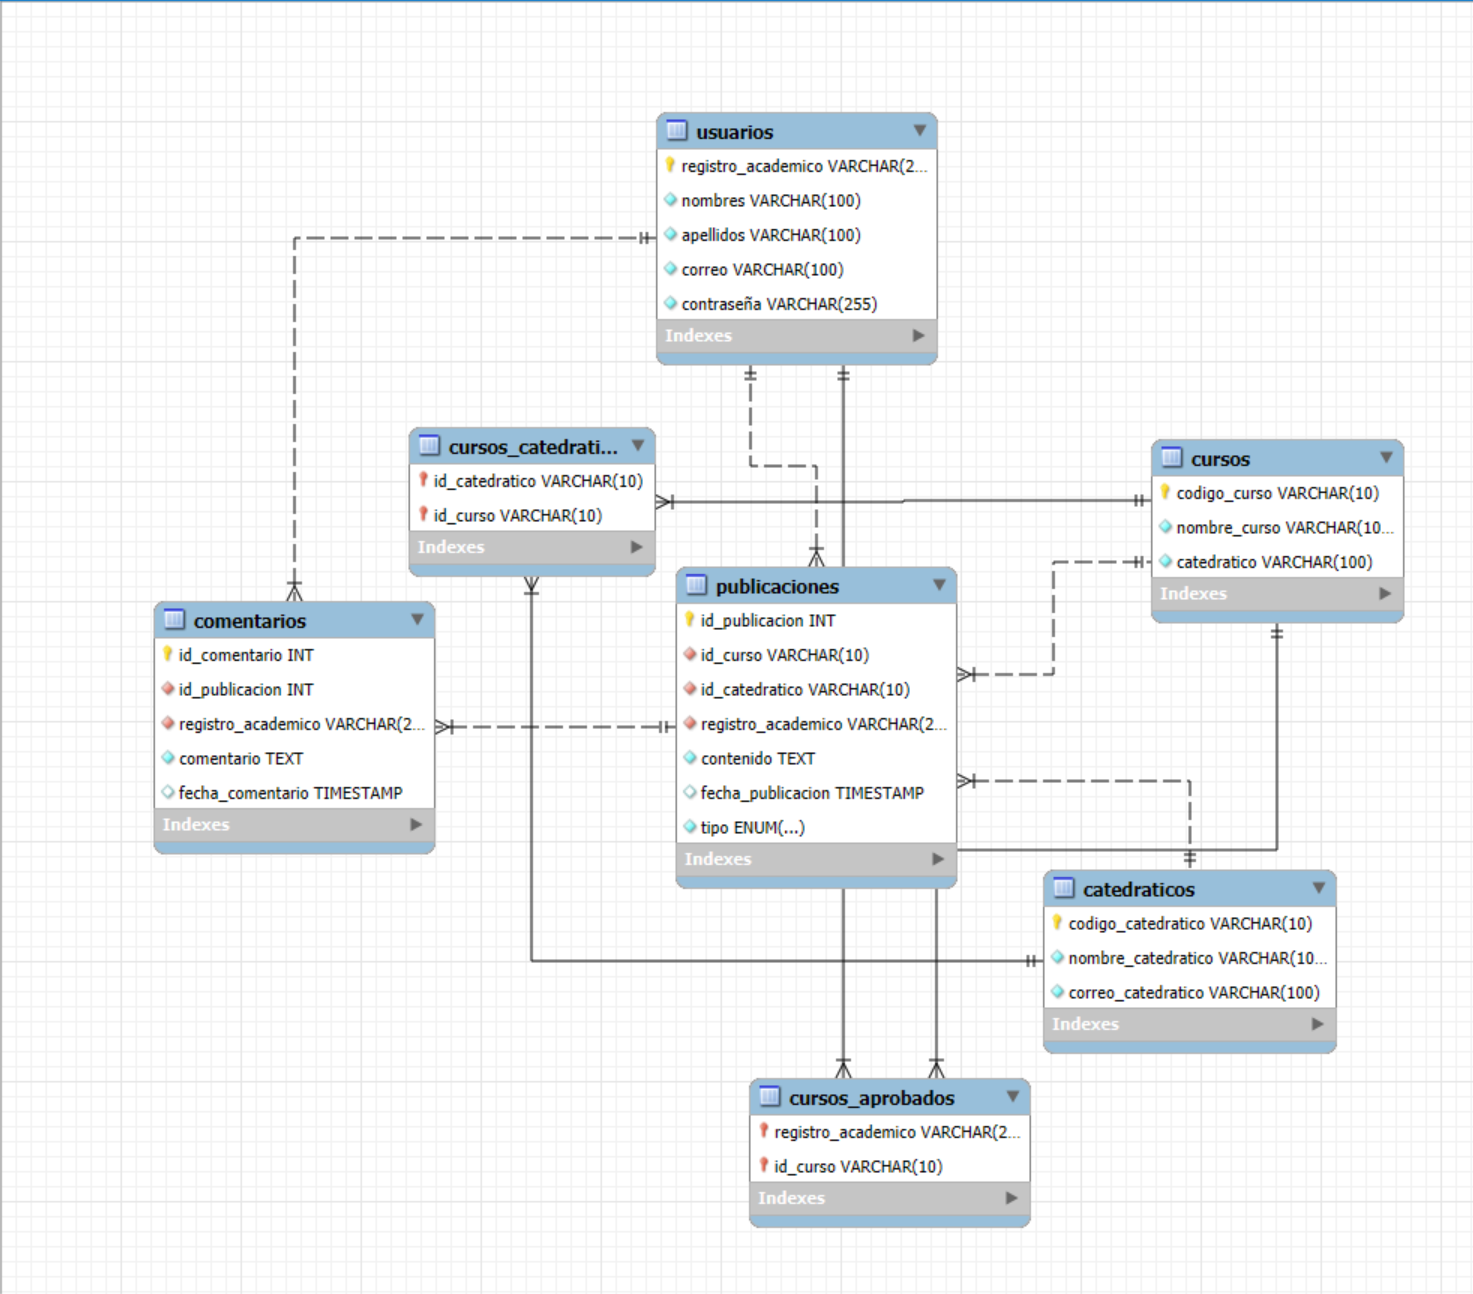 usuarios
registro_academico VARCHAR(2...
nombres VARCHAR(100)
apellidos VARCHAR(100)
correo VARCHAR(100)
contraseña VARCHAR(255)
Indexes
cursos_catedrati...
id_catedratico VARCHAR(10)
id_curso VARCHAR(10)
Indexes
cursos
codigo_curso VARCHAR(10)
nombre_curso VARCHAR(10...
catedratico VARCHAR(100)
Indexes
comentarios
id_comentario INT
id_publicacion INT
registro_academico VARCHAR(2...
comentario TEXT
fecha_comentario TIMESTAMP
Indexes
publicaciones
id_publicacion INT
id_curso VARCHAR(10)
id_catedratico VARCHAR(10)
registro_academico VARCHAR(2...
contenido TEXT
fecha_publicacion TIMESTAMP
tipo ENUM(...)
Indexes
catedraticos
codigo_catedratico VARCHAR(10)
nombre_catedratico VARCHAR(10...
correo_catedratico VARCHAR(100)
Indexes
cursos_aprobados
registro_academico VARCHAR(2...
id_curso VARCHAR(10)
Indexes